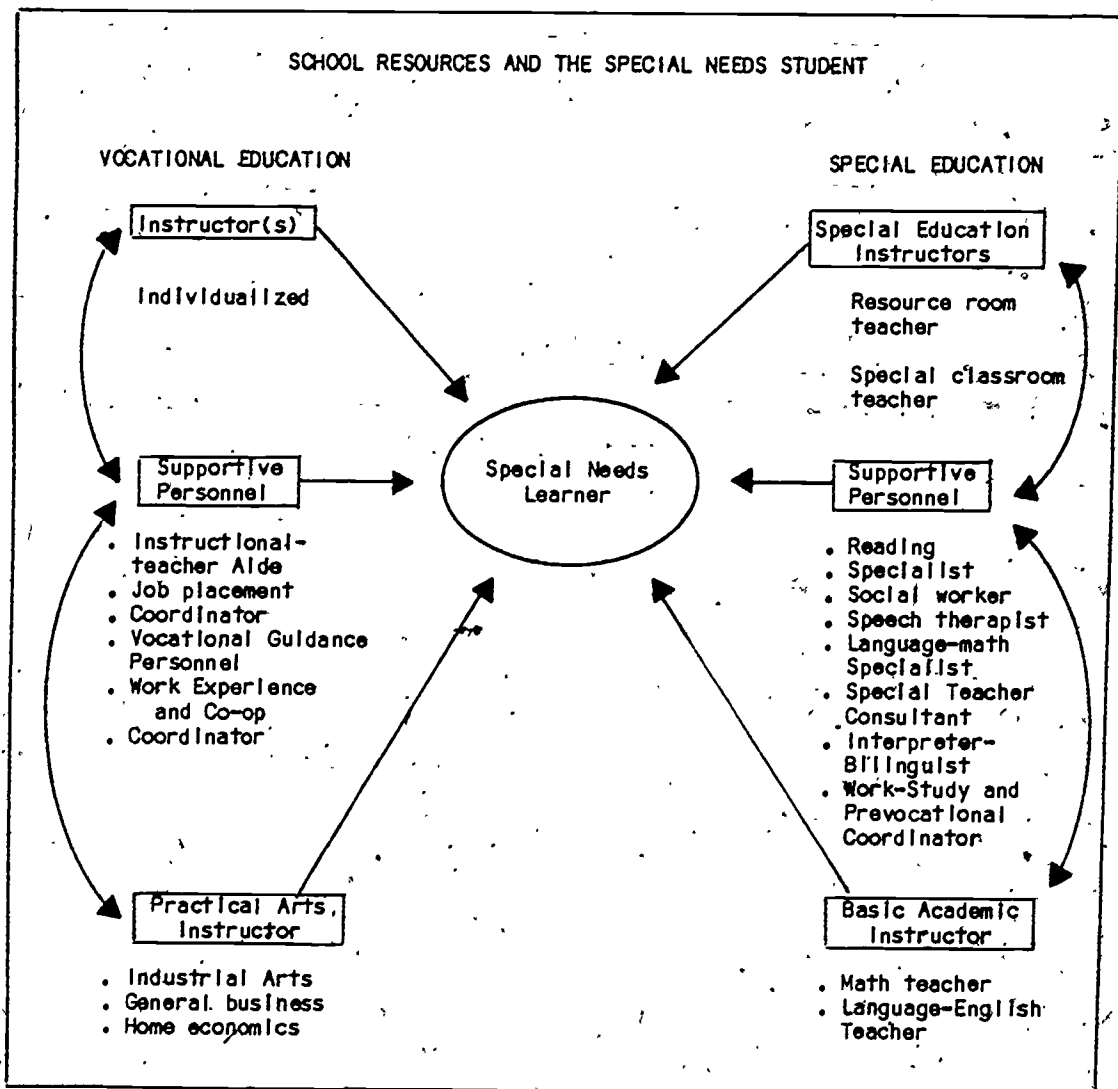 SCHOOL RESOURCES AND THE SPECIAL NEEDS STUDENT
VOCATIONAL EDUCATION
Instructor(s)
Individualized
Supportive
Personnel
. Instructional-
teacher Aide
. Job placement
. Coordinator
. Vocational Guidance
Personnel
. Work Experience
and Co-op
. Coordinator
Practical Arts
Instructor
. Industrial Arts
. General business
. Home economics
Special Needs
Learner
SPECIAL EDUCATION
Special Education
Instructors
Resource room
teacher
Special classroom
teacher
Supportive
Personnel
. Reading
. Specialist
. Social worker
. Speech therapist
. Language-math
Specialist
. Special Teacher
Consultant
. Interpreter-
Bilinguist
. Work-Study and
Prevocational
Coordinator
Basic Academic
Instructor
. Math teacher
. Language-English
Teacher